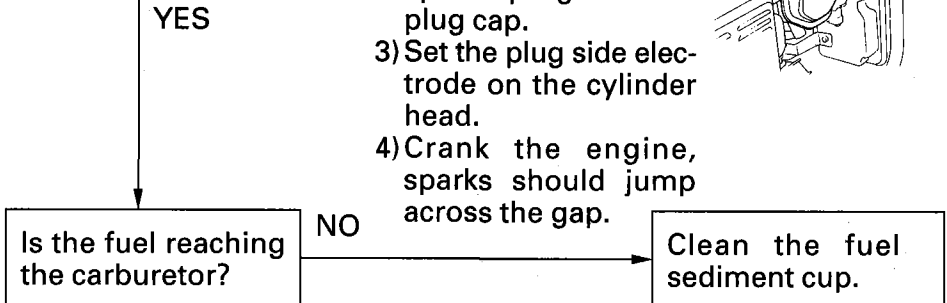 YES
plug cap.
3) Set the plug side elec-
trode on the cylinder
head.
4) Crank the engine,
sparks should jump
across the gap.
NO
Is the fuel reaching
the carburetor?
Clean the fuel
sediment cup.